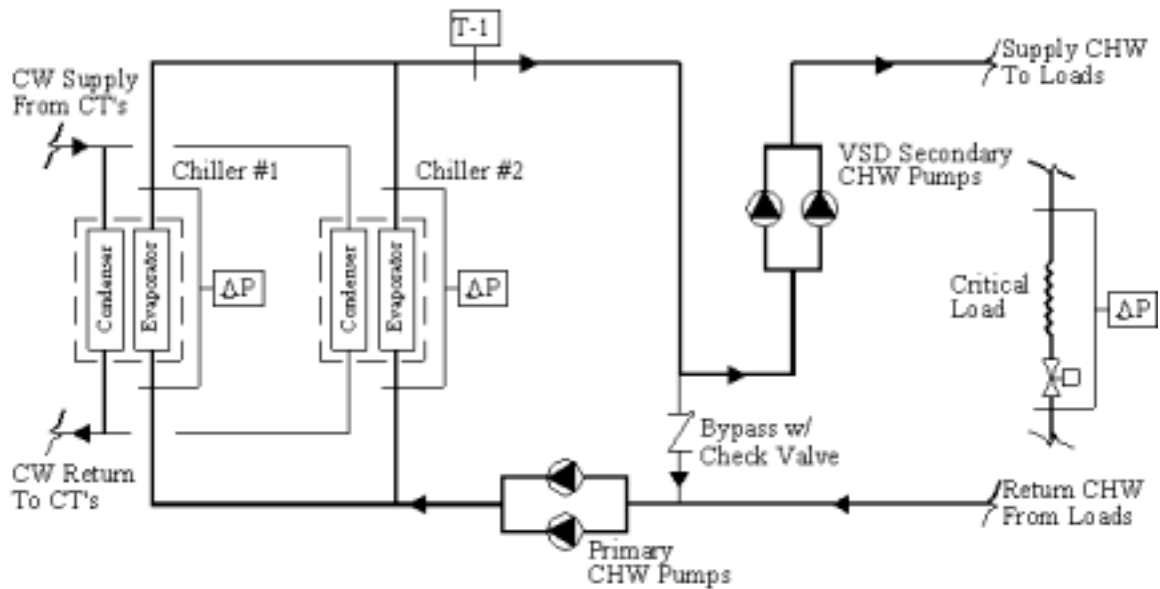 T-1
CW Supply
From CT's
Supply CHW
To Loads
Chiller #1
Chiller #2
VSD Secondary
CHW Pumps
Condenser
Evaporator
ΔP
Condenser
Evaporator
ΔP
Critical
Load
ΔP
Bypass w/
Check Valve
CW Return
To CT's
Return CHW
From Loads
Primary
CHW Pumps